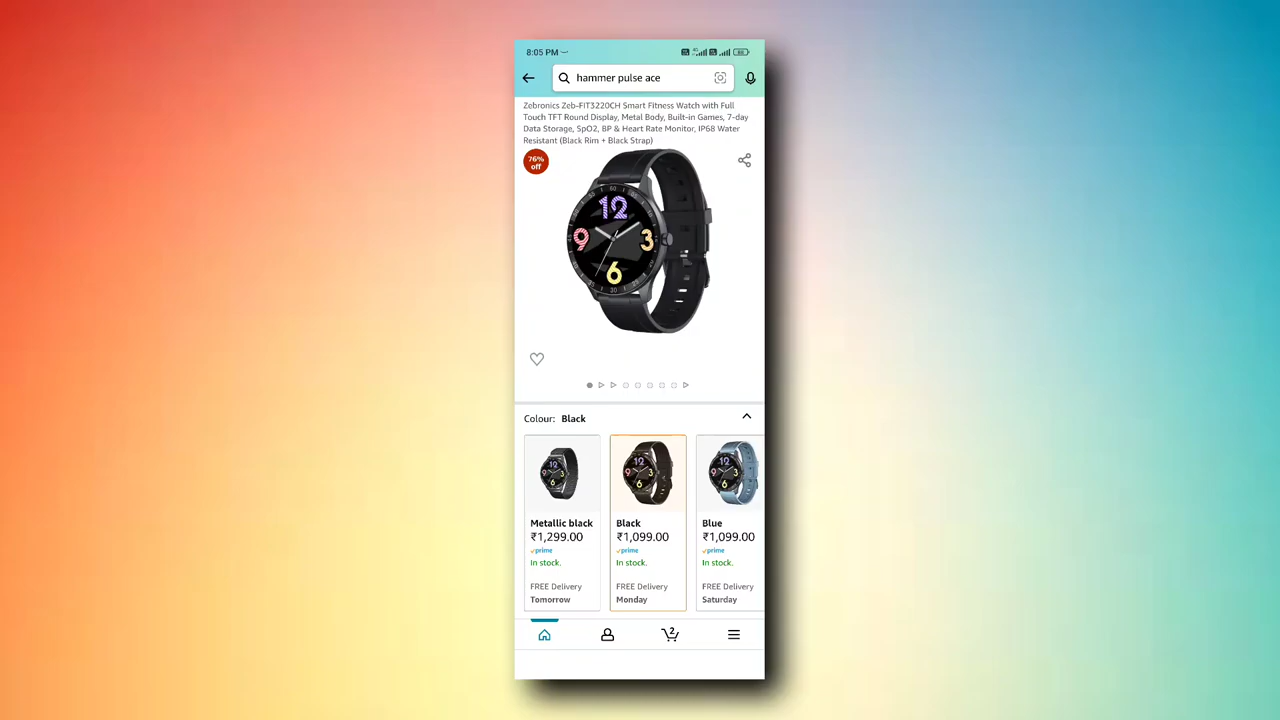 8:05 PM
hammer pulse ace
Zebronics Zeb-FIT3220CH Smart Fitness Watch with Full
Touch TFT Round Display, Metal Body, Built-in Games, 7-day
Data Storage, SpO2, BP & Heart Rate Monitor, IP68 Water
Resistant (Black Rim + Black Strap)
76%
off
12
9
3
6
Colour: Black
Metallic black
₹1,299.00
prime
In stock.
FREE Delivery
Tomorrow
Black
₹1,099.00
prime
In stock.
FREE Delivery
Monday
Blue
₹1,099.00
prime
In stock.
FREE Delivery
Saturday
2